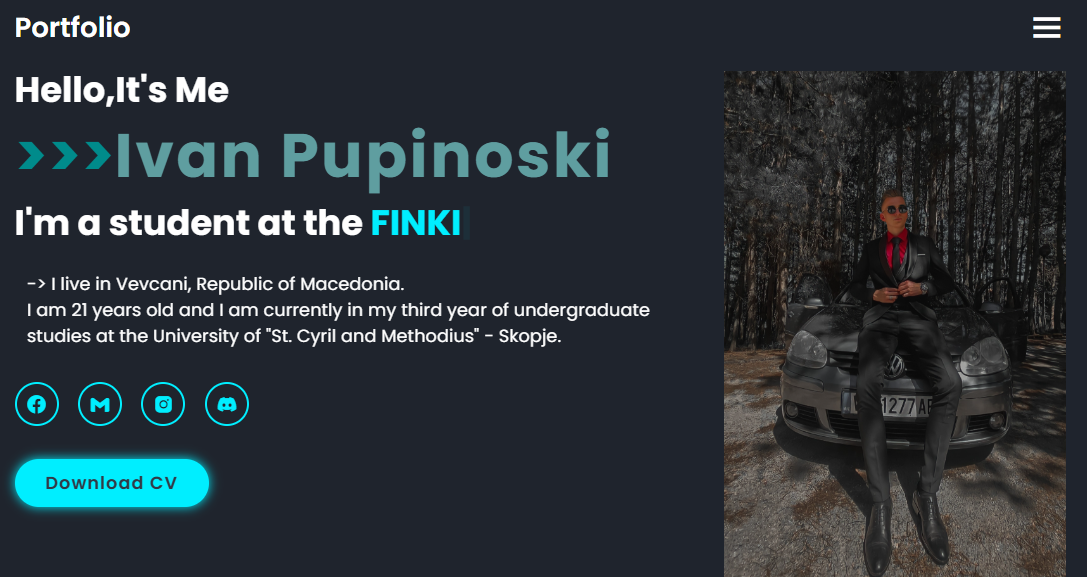 Portfolio
Hello,It's Me
>>>Ivan Pupinoski
I'm a student at the FINKI
-> I live in Vevcani, Republic of Macedonia.
I am 21 years old and I am currently in my third year of undergraduate
studies at the University of "St. Cyril and Methodius" - Skopje.
1277 A
Download CV